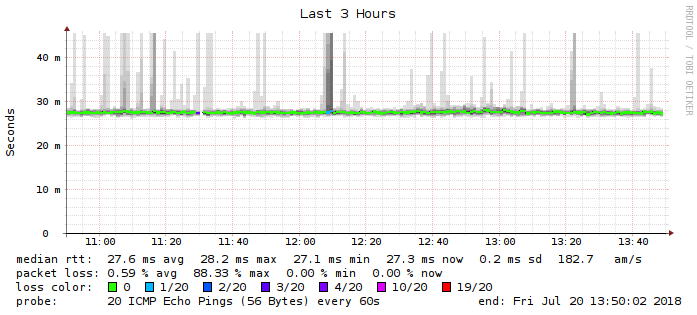 Last 3 Hours
RRDTOOL / TOBI OETIKER
Seconds
40 m
30 m
20 m
10 m
0
11:00 11:20 11:40 12:00 12:20 12:40 13:00 13:20 13:40
median rtt: 27.6 ms avg 28.2 ms max 27.1 ms min 27.3 ms now 0.2 ms sd 182.7 am/s
packet loss: 0.59 % avg 88.33 % max 0.00 % min 0.00 % now
loss color: 0 1/20 2/20 3/20 4/20 10/20 19/20
probe: 20 ICMP Echo Pings (56 Bytes) every 60s end: Fri Jul 20 13:50:02 2018